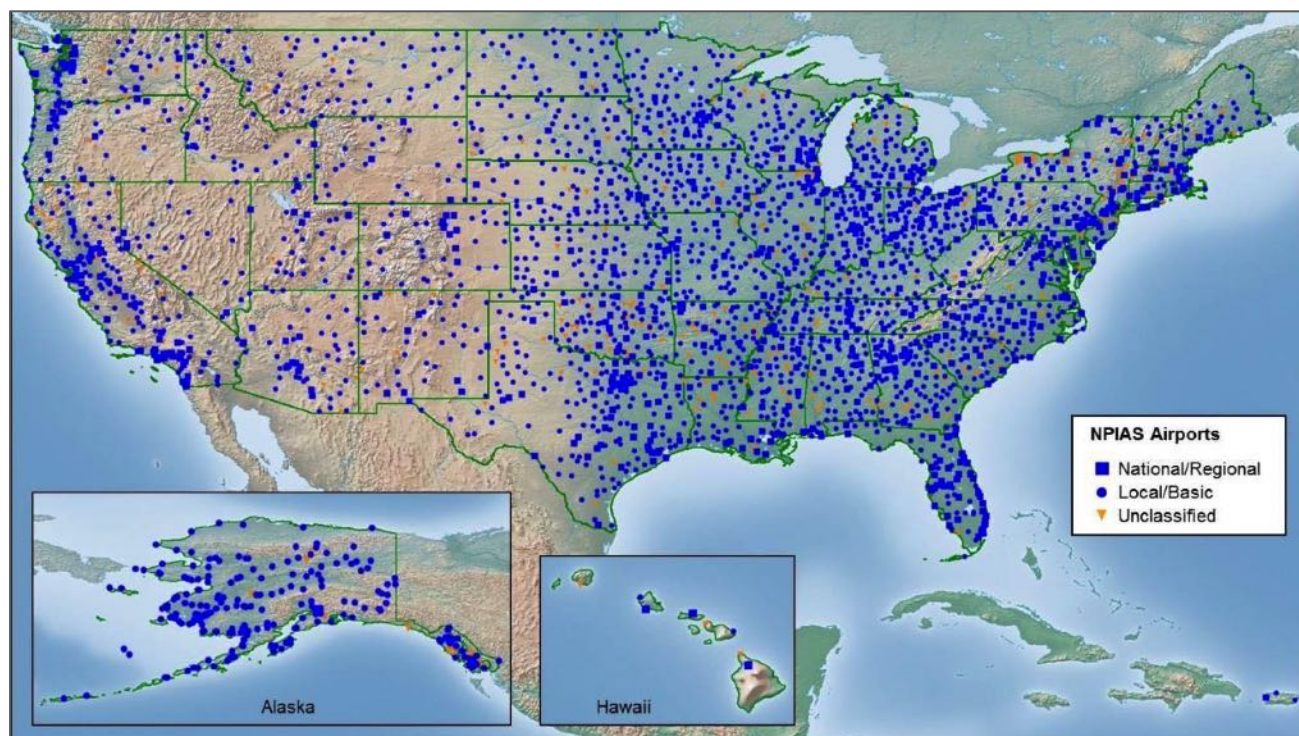 NPIAS Airports
National/Regional
Local/Basic
Unclassified
Alaska
Hawaii